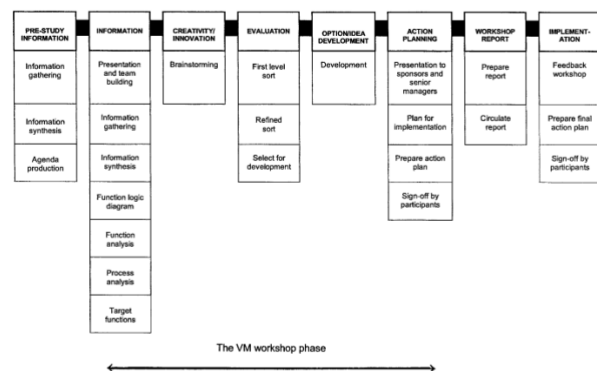 PRE-STUDY
INFORMATION
Information
gathering
Information
synthesis
Agenda
production
INFORMATION
Presentation
and team
building
Information
gathering
Information
synthesis
Function logic
diagram
Function
analysis
Process
analysis
Target
functions
CREATIVITY/
INNOVATION
Brainstorming
EVALUATION
First level
sort
Refined
sort
Select for
development
OPTION/IDEA
DEVELOPMENT
Development
ACTION
PLANNING
Presentation to
sponsors and
senior
managers
Plan for
implementation
Prepare action
plan
Sign-off by
participants
WORKSHOP
REPORT
Prepare
report
Circulate
report
IMPLEMENT-
ATION
Feedback
workshop
Prepare final
action plan
Sign-off by
participants
The VM workshop phase